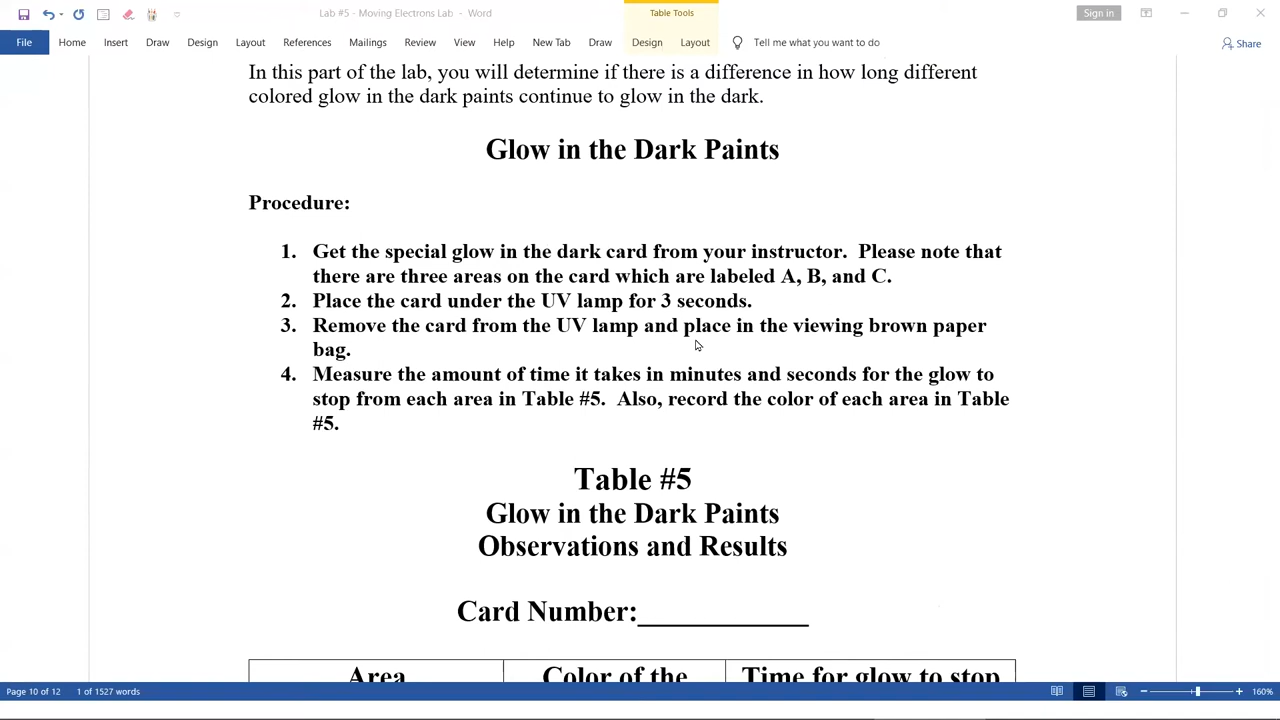 Lab #5 - Moving Electrons Lab - Word
Table Tools
Sign in
File Home Insert Draw Design Layout References Mailings Review View Help New Tab Draw Design Layout Tell me what you want to do Share
In this part of the lab, you will determine if there is a difference in how long different
colored glow in the dark paints continue to glow in the dark.
Glow in the Dark Paints
Procedure:
1. Get the special glow in the dark card from your instructor. Please note that
there are three areas on the card which are labeled A, B, and C.
2. Place the card under the UV lamp for 3 seconds.
3. Remove the card from the UV lamp and place in the viewing brown paper
bag.
4. Measure the amount of time it takes in minutes and seconds for the glow to
stop from each area in Table #5. Also, record the color of each area in Table
#5.
Table #5
Glow in the Dark Paints
Observations and Results
Card Number:____________
Area Color of the Time for glow to stop
Page 10 of 12 1 of 1527 words 160%